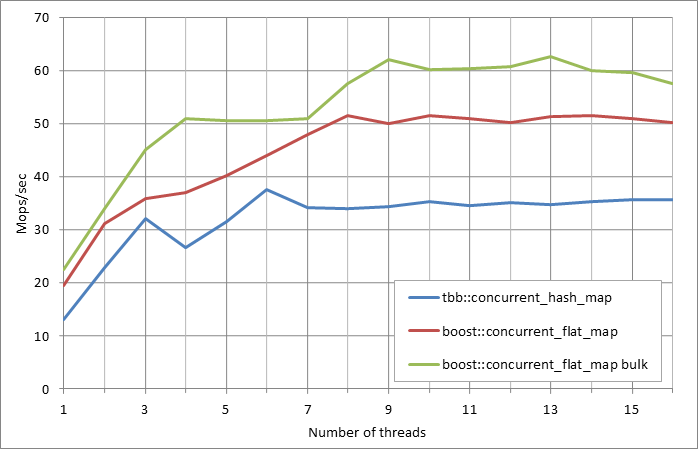 70
60
50
40
30
20
10
0
Mops/sec
tbb::concurrent_hash_map
boost::concurrent_flat_map
boost::concurrent_flat_map bulk
1 3 5 7 9 11 13 15
Number of threads